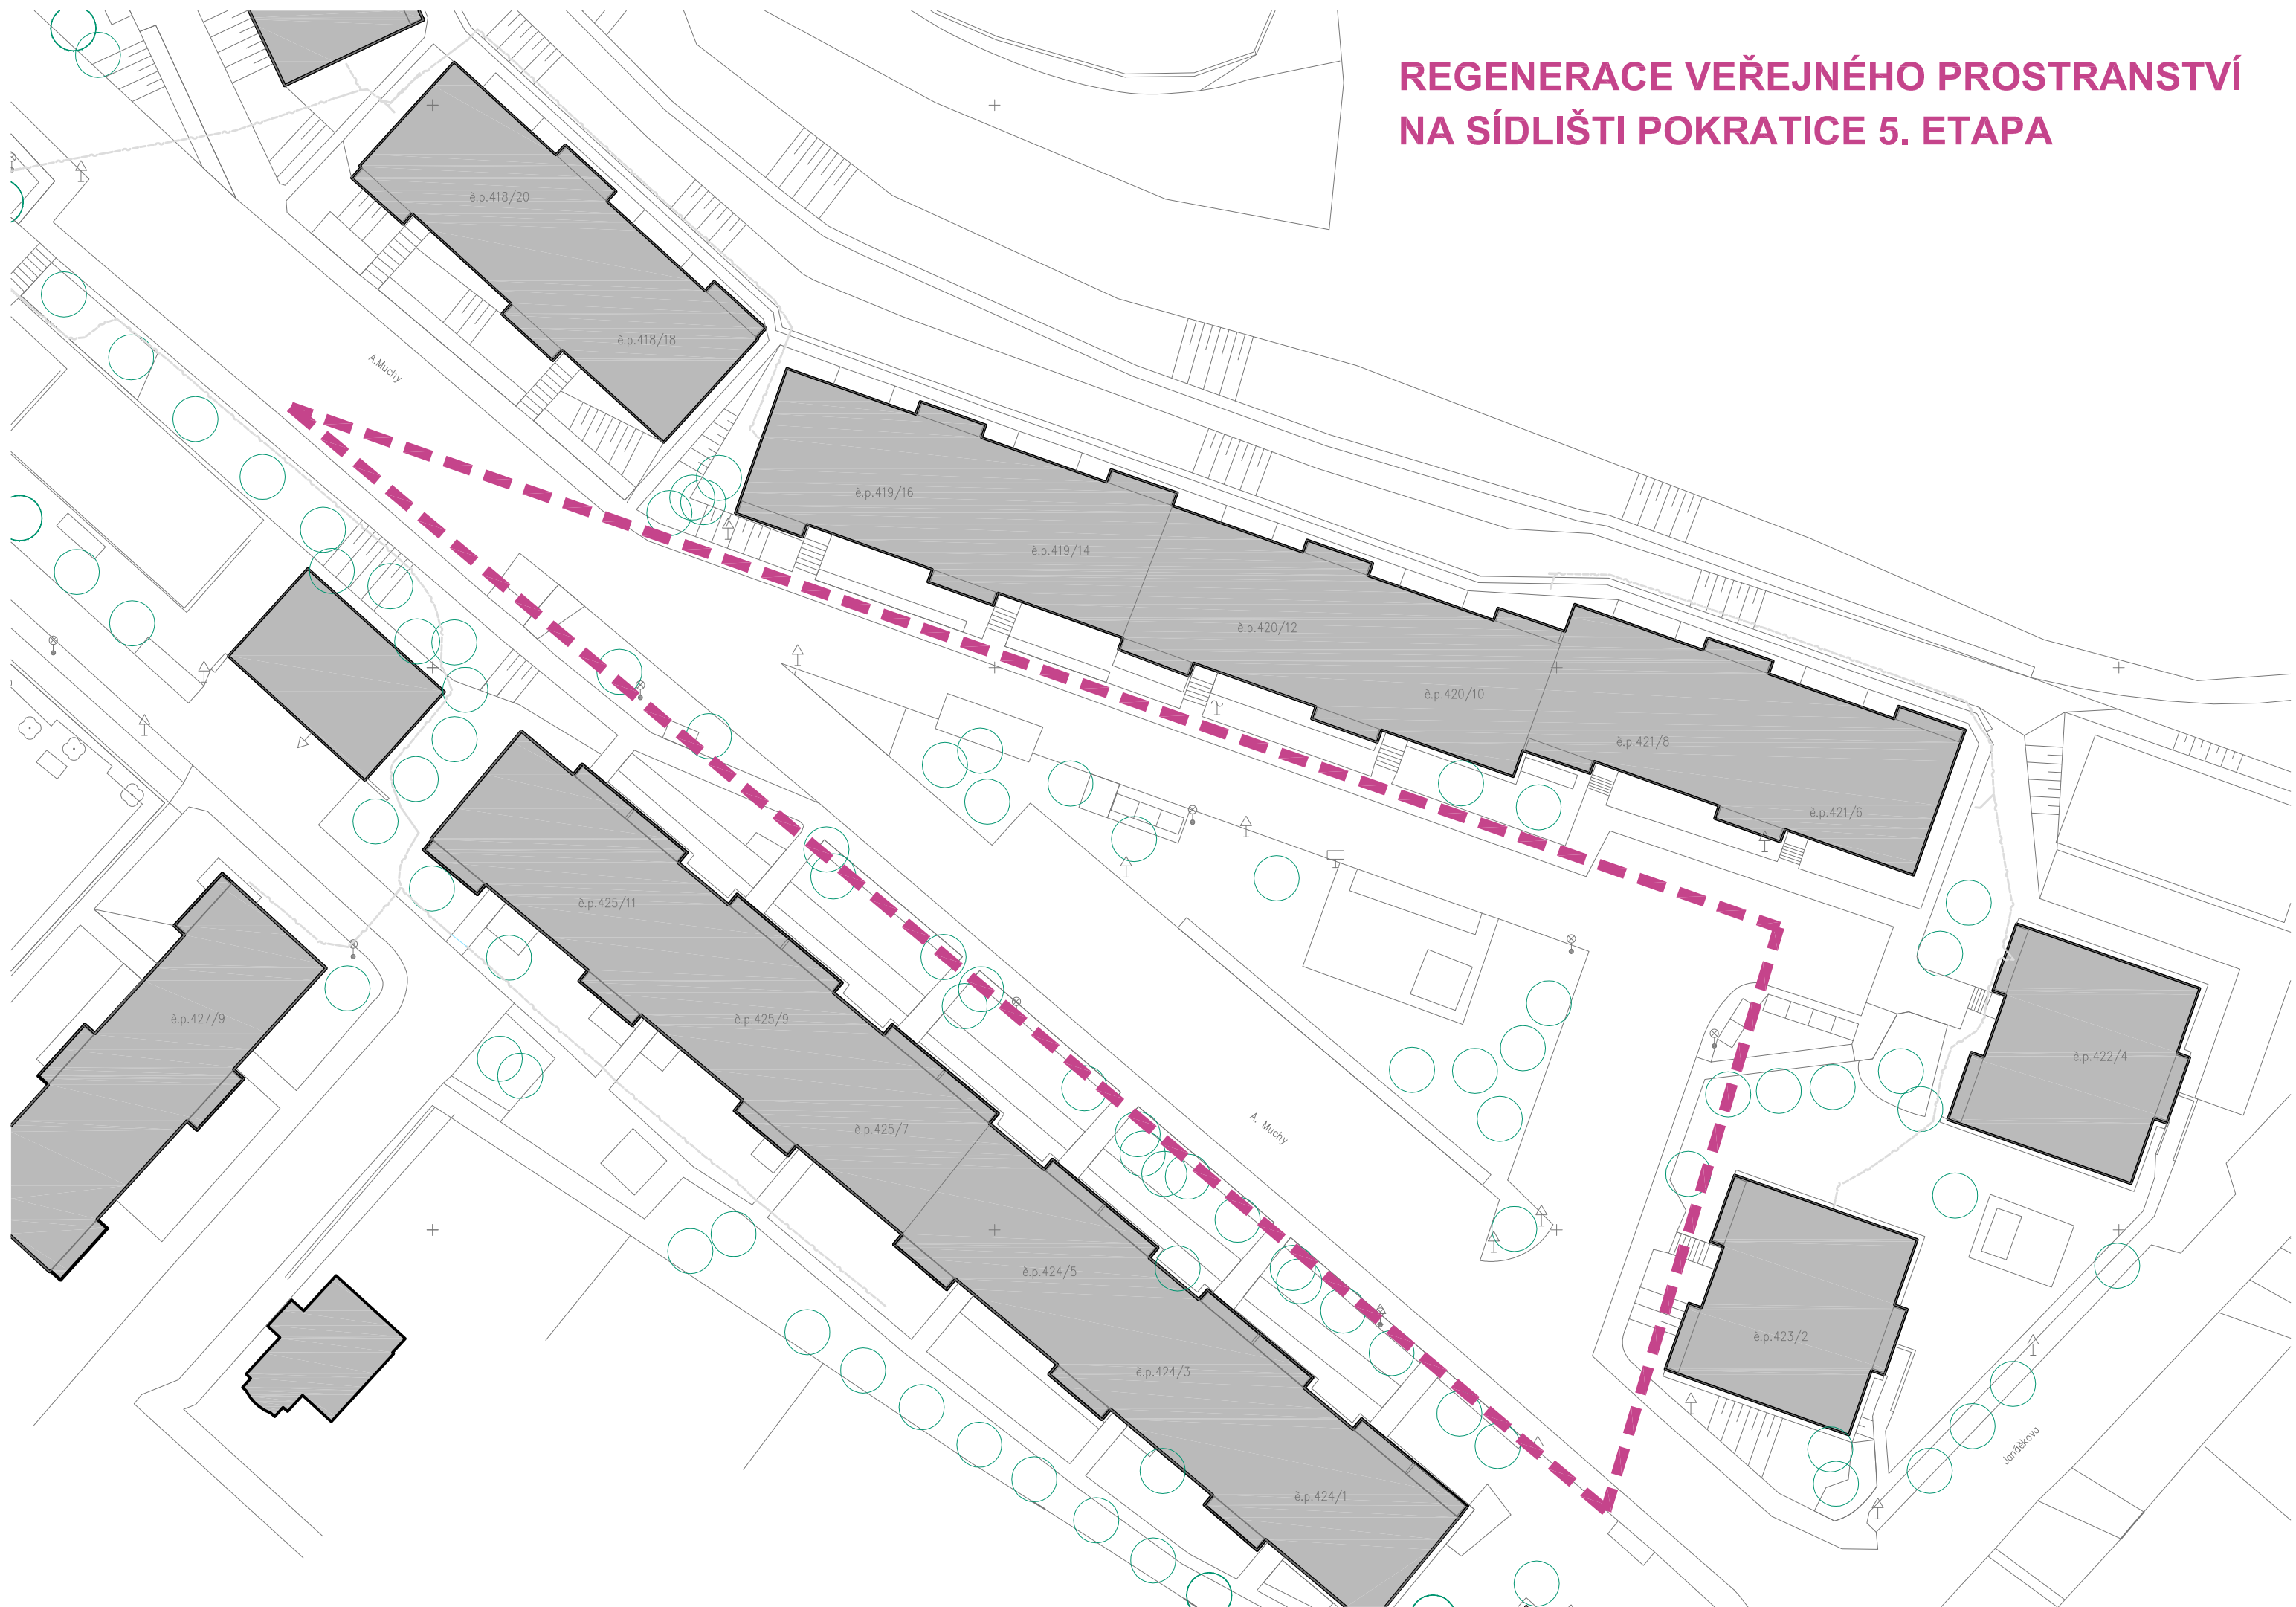 REGENERACE VEŘEJNÉHO PROSTRANSTVÍ
NA SÍDLIŠTI POKRATICE 5. ETAPA
è.p.418/20
è.p.418/18
A.Muchy
è.p.419/16
è.p.419/14
è.p.420/12
è.p.420/10
è.p.421/8
è.p.421/6
è.p.425/11
è.p.425/9
è.p.427/9
è.p.422/4
è.p.425/7
A. Muchy
è.p.424/5
è.p.423/2
è.p.424/3
è.p.424/1